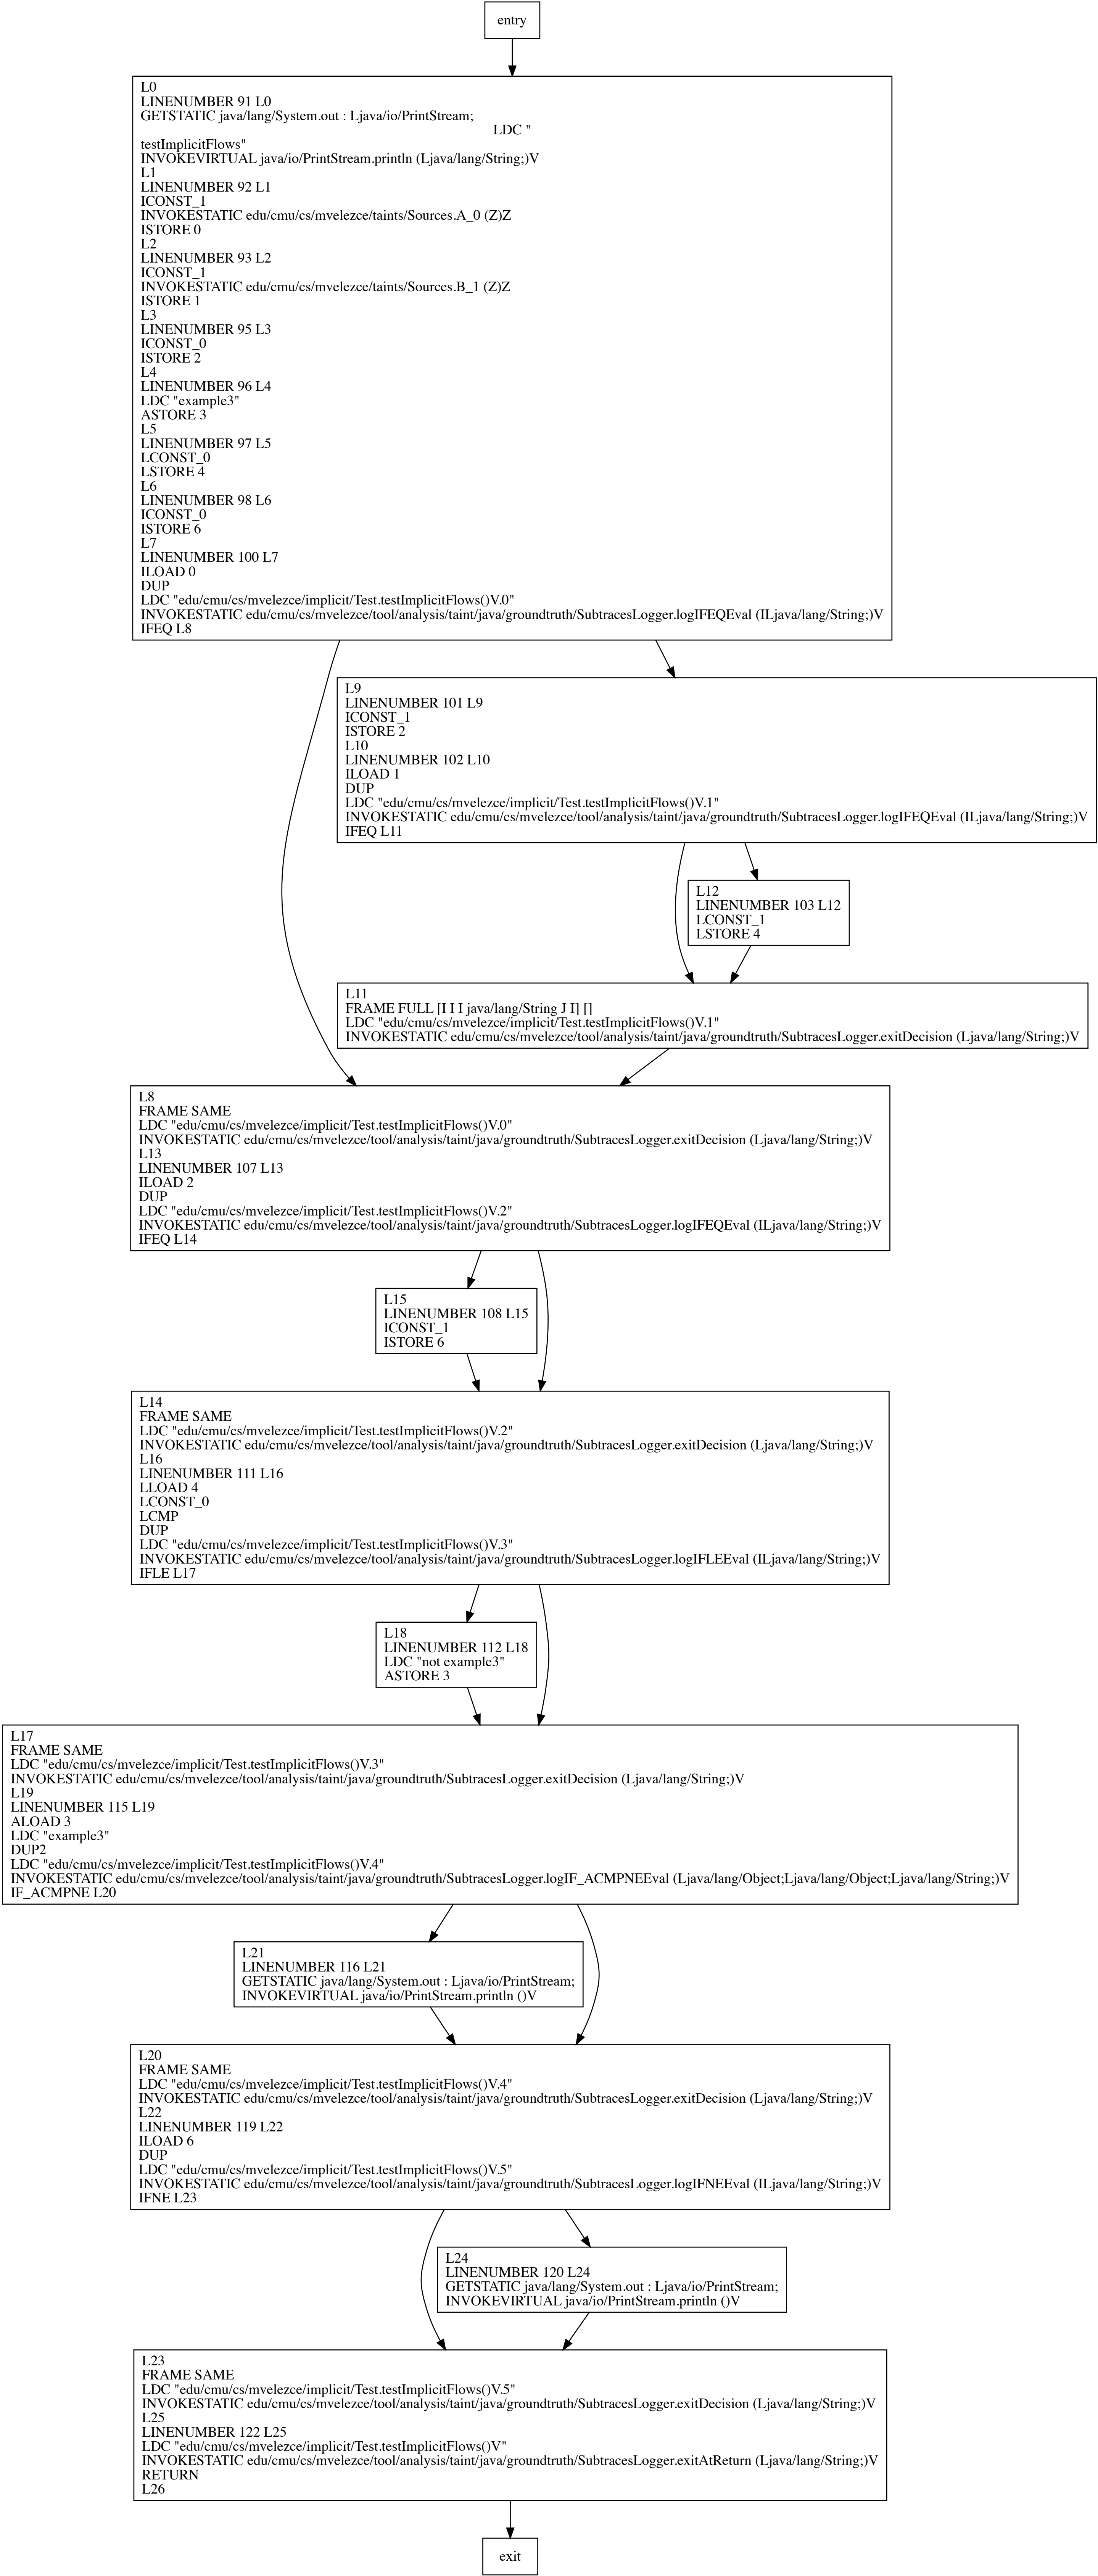 entry
L0
LINENUMBER 91 L0
GETSTATIC java/lang/System.out : Ljava/io/PrintStream;
LDC "
testImplicitFlows"
INVOKEVIRTUAL java/io/PrintStream.println (Ljava/lang/String;)V
L1
LINENUMBER 92 L1
ICONST_1
INVOKESTATIC edu/cmu/cs/mvelezce/taints/Sources.A_0 (Z)Z
ISTORE 0
L2
LINENUMBER 93 L2
ICONST_1
INVOKESTATIC edu/cmu/cs/mvelezce/taints/Sources.B_1 (Z)Z
ISTORE 1
L3
LINENUMBER 95 L3
ICONST_0
ISTORE 2
L4
LINENUMBER 96 L4
LDC "example3"
ASTORE 3
L5
LINENUMBER 97 L5
LCONST_0
LSTORE 4
L6
LINENUMBER 98 L6
ICONST_0
ISTORE 6
L7
LINENUMBER 100 L7
ILOAD 0
DUP
LDC "edu/cmu/cs/mvelezce/implicit/Test.testImplicitFlows()V.0"
INVOKESTATIC edu/cmu/cs/mvelezce/tool/analysis/taint/java/groundtruth/SubtracesLogger.logIFEQEval (ILjava/lang/String;)V
IFEQ L8
L9
LINENUMBER 101 L9
ICONST_1
ISTORE 2
L10
LINENUMBER 102 L10
ILOAD 1
DUP
LDC "edu/cmu/cs/mvelezce/implicit/Test.testImplicitFlows()V.1"
INVOKESTATIC edu/cmu/cs/mvelezce/tool/analysis/taint/java/groundtruth/SubtracesLogger.logIFEQEval (ILjava/lang/String;)V
IFEQ L11
L12
LINENUMBER 103 L12
LCONST_1
LSTORE 4
L11
FRAME FULL [I I I java/lang/String J I] []
LDC "edu/cmu/cs/mvelezce/implicit/Test.testImplicitFlows()V.1"
INVOKESTATIC edu/cmu/cs/mvelezce/tool/analysis/taint/java/groundtruth/SubtracesLogger.exitDecision (Ljava/lang/String;)V
L8
FRAME SAME
LDC "edu/cmu/cs/mvelezce/implicit/Test.testImplicitFlows()V.0"
INVOKESTATIC edu/cmu/cs/mvelezce/tool/analysis/taint/java/groundtruth/SubtracesLogger.exitDecision (Ljava/lang/String;)V
L13
LINENUMBER 107 L13
ILOAD 2
DUP
LDC "edu/cmu/cs/mvelezce/implicit/Test.testImplicitFlows()V.2"
INVOKESTATIC edu/cmu/cs/mvelezce/tool/analysis/taint/java/groundtruth/SubtracesLogger.logIFEQEval (ILjava/lang/String;)V
IFEQ L14
L15
LINENUMBER 108 L15
ICONST_1
ISTORE 6
L14
FRAME SAME
LDC "edu/cmu/cs/mvelezce/implicit/Test.testImplicitFlows()V.2"
INVOKESTATIC edu/cmu/cs/mvelezce/tool/analysis/taint/java/groundtruth/SubtracesLogger.exitDecision (Ljava/lang/String;)V
L16
LINENUMBER 111 L16
LLOAD 4
LCONST_0
LCMP
DUP
LDC "edu/cmu/cs/mvelezce/implicit/Test.testImplicitFlows()V.3"
INVOKESTATIC edu/cmu/cs/mvelezce/tool/analysis/taint/java/groundtruth/SubtracesLogger.logIFLEEval (ILjava/lang/String;)V
IFLE L17
L18
LINENUMBER 112 L18
LDC "not example3"
ASTORE 3
L17
FRAME SAME
LDC "edu/cmu/cs/mvelezce/implicit/Test.testImplicitFlows()V.3"
INVOKESTATIC edu/cmu/cs/mvelezce/tool/analysis/taint/java/groundtruth/SubtracesLogger.exitDecision (Ljava/lang/String;)V
L19
LINENUMBER 115 L19
ALOAD 3
LDC "example3"
DUP2
LDC "edu/cmu/cs/mvelezce/implicit/Test.testImplicitFlows()V.4"
INVOKESTATIC edu/cmu/cs/mvelezce/tool/analysis/taint/java/groundtruth/SubtracesLogger.logIF_ACMPNEEval (Ljava/lang/Object;Ljava/lang/Object;Ljava/lang/String;)V
IF_ACMPNE L20
L21
LINENUMBER 116 L21
GETSTATIC java/lang/System.out : Ljava/io/PrintStream;
INVOKEVIRTUAL java/io/PrintStream.println ()V
L20
FRAME SAME
LDC "edu/cmu/cs/mvelezce/implicit/Test.testImplicitFlows()V.4"
INVOKESTATIC edu/cmu/cs/mvelezce/tool/analysis/taint/java/groundtruth/SubtracesLogger.exitDecision (Ljava/lang/String;)V
L22
LINENUMBER 119 L22
ILOAD 6
DUP
LDC "edu/cmu/cs/mvelezce/implicit/Test.testImplicitFlows()V.5"
INVOKESTATIC edu/cmu/cs/mvelezce/tool/analysis/taint/java/groundtruth/SubtracesLogger.logIFNEEval (ILjava/lang/String;)V
IFNE L23
L24
LINENUMBER 120 L24
GETSTATIC java/lang/System.out : Ljava/io/PrintStream;
INVOKEVIRTUAL java/io/PrintStream.println ()V
L23
FRAME SAME
LDC "edu/cmu/cs/mvelezce/implicit/Test.testImplicitFlows()V.5"
INVOKESTATIC edu/cmu/cs/mvelezce/tool/analysis/taint/java/groundtruth/SubtracesLogger.exitDecision (Ljava/lang/String;)V
L25
LINENUMBER 122 L25
LDC "edu/cmu/cs/mvelezce/implicit/Test.testImplicitFlows()V"
INVOKESTATIC edu/cmu/cs/mvelezce/tool/analysis/taint/java/groundtruth/SubtracesLogger.exitAtReturn (Ljava/lang/String;)V
RETURN
L26
exit